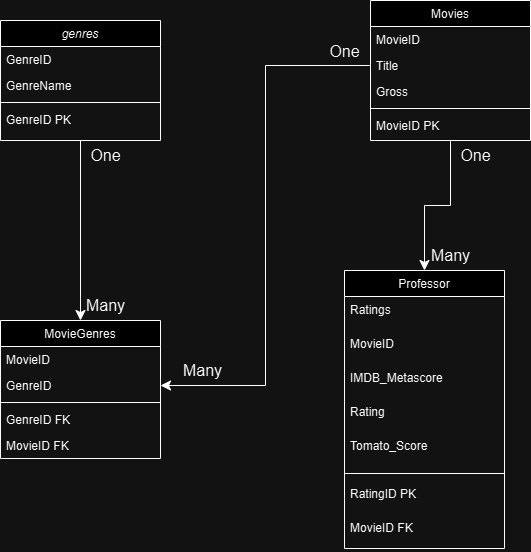 genres
GenreID
GenreName
GenreID PK
One
Many
Movies
MovieID
Title
Gross
MovieID PK
One
One
Many
MovieGenres
MovieID
GenreID
GenreID FK
MovieID FK
Many
Professor
Ratings
MovieID
IMDB_Metascore
Rating
Tomato_Score
RatingID PK
MovieID FK